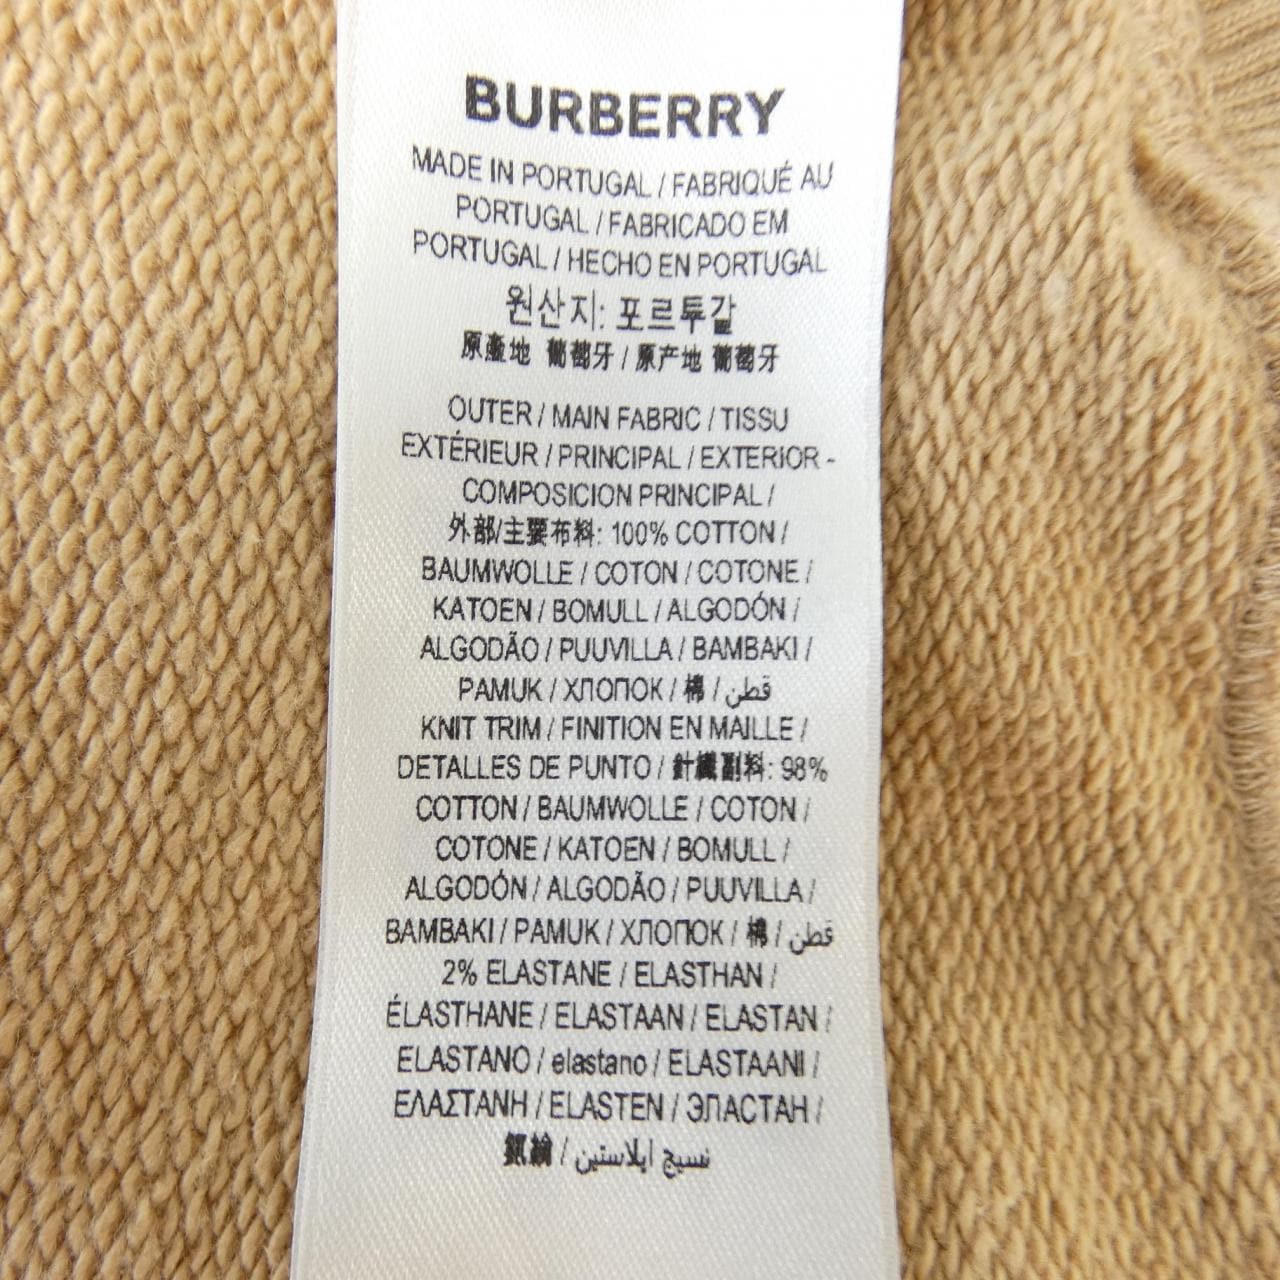 BURBERRY
MADE IN PORTUGAL / FABRIQUÉ AU
PORTUGAL / FABRICADO EM
PORTUGAL / HECHO EN PORTUGAL
원산지: 포르투갈
原產地 葡萄牙 / 原产地 葡萄牙
OUTER / MAIN FABRIC / TISSU
EXTÉRIEUR / PRINCIPAL / EXTERIOR -
COMPOSICION PRINCIPAL /
外部/主要布料: 100% COTTON /
BAUMWOLLE / COTON / COTONE /
KATOEN / BOMULL / ALGODÓN /
ALGODÃO / PUUVILLA / BAMBAKI /
PAMUK / ХЛОПОК / 棉 / قطن
KNIT TRIM / FINITION EN MAILLE /
DETALLES DE PUNTO / 針織副料: 98%
COTTON / BAUMWOLLE / COTON /
COTONE / KATOEN / BOMULL /
ALGODÓN / ALGODÃO / PUUVILLA /
BAMBAKI / PAMUK / ХЛОПОК / 棉 / قطن
2% ELASTANE / ELASTHAN /
ÉLASTHANE / ELASTAAN / ELASTAN /
ELASTANO / elastano / ELASTAANI /
ΕΛΑΣΤΑΝΗ / ELASTEN / ЭЛАСТАН /
/ نسيج ايلاستين